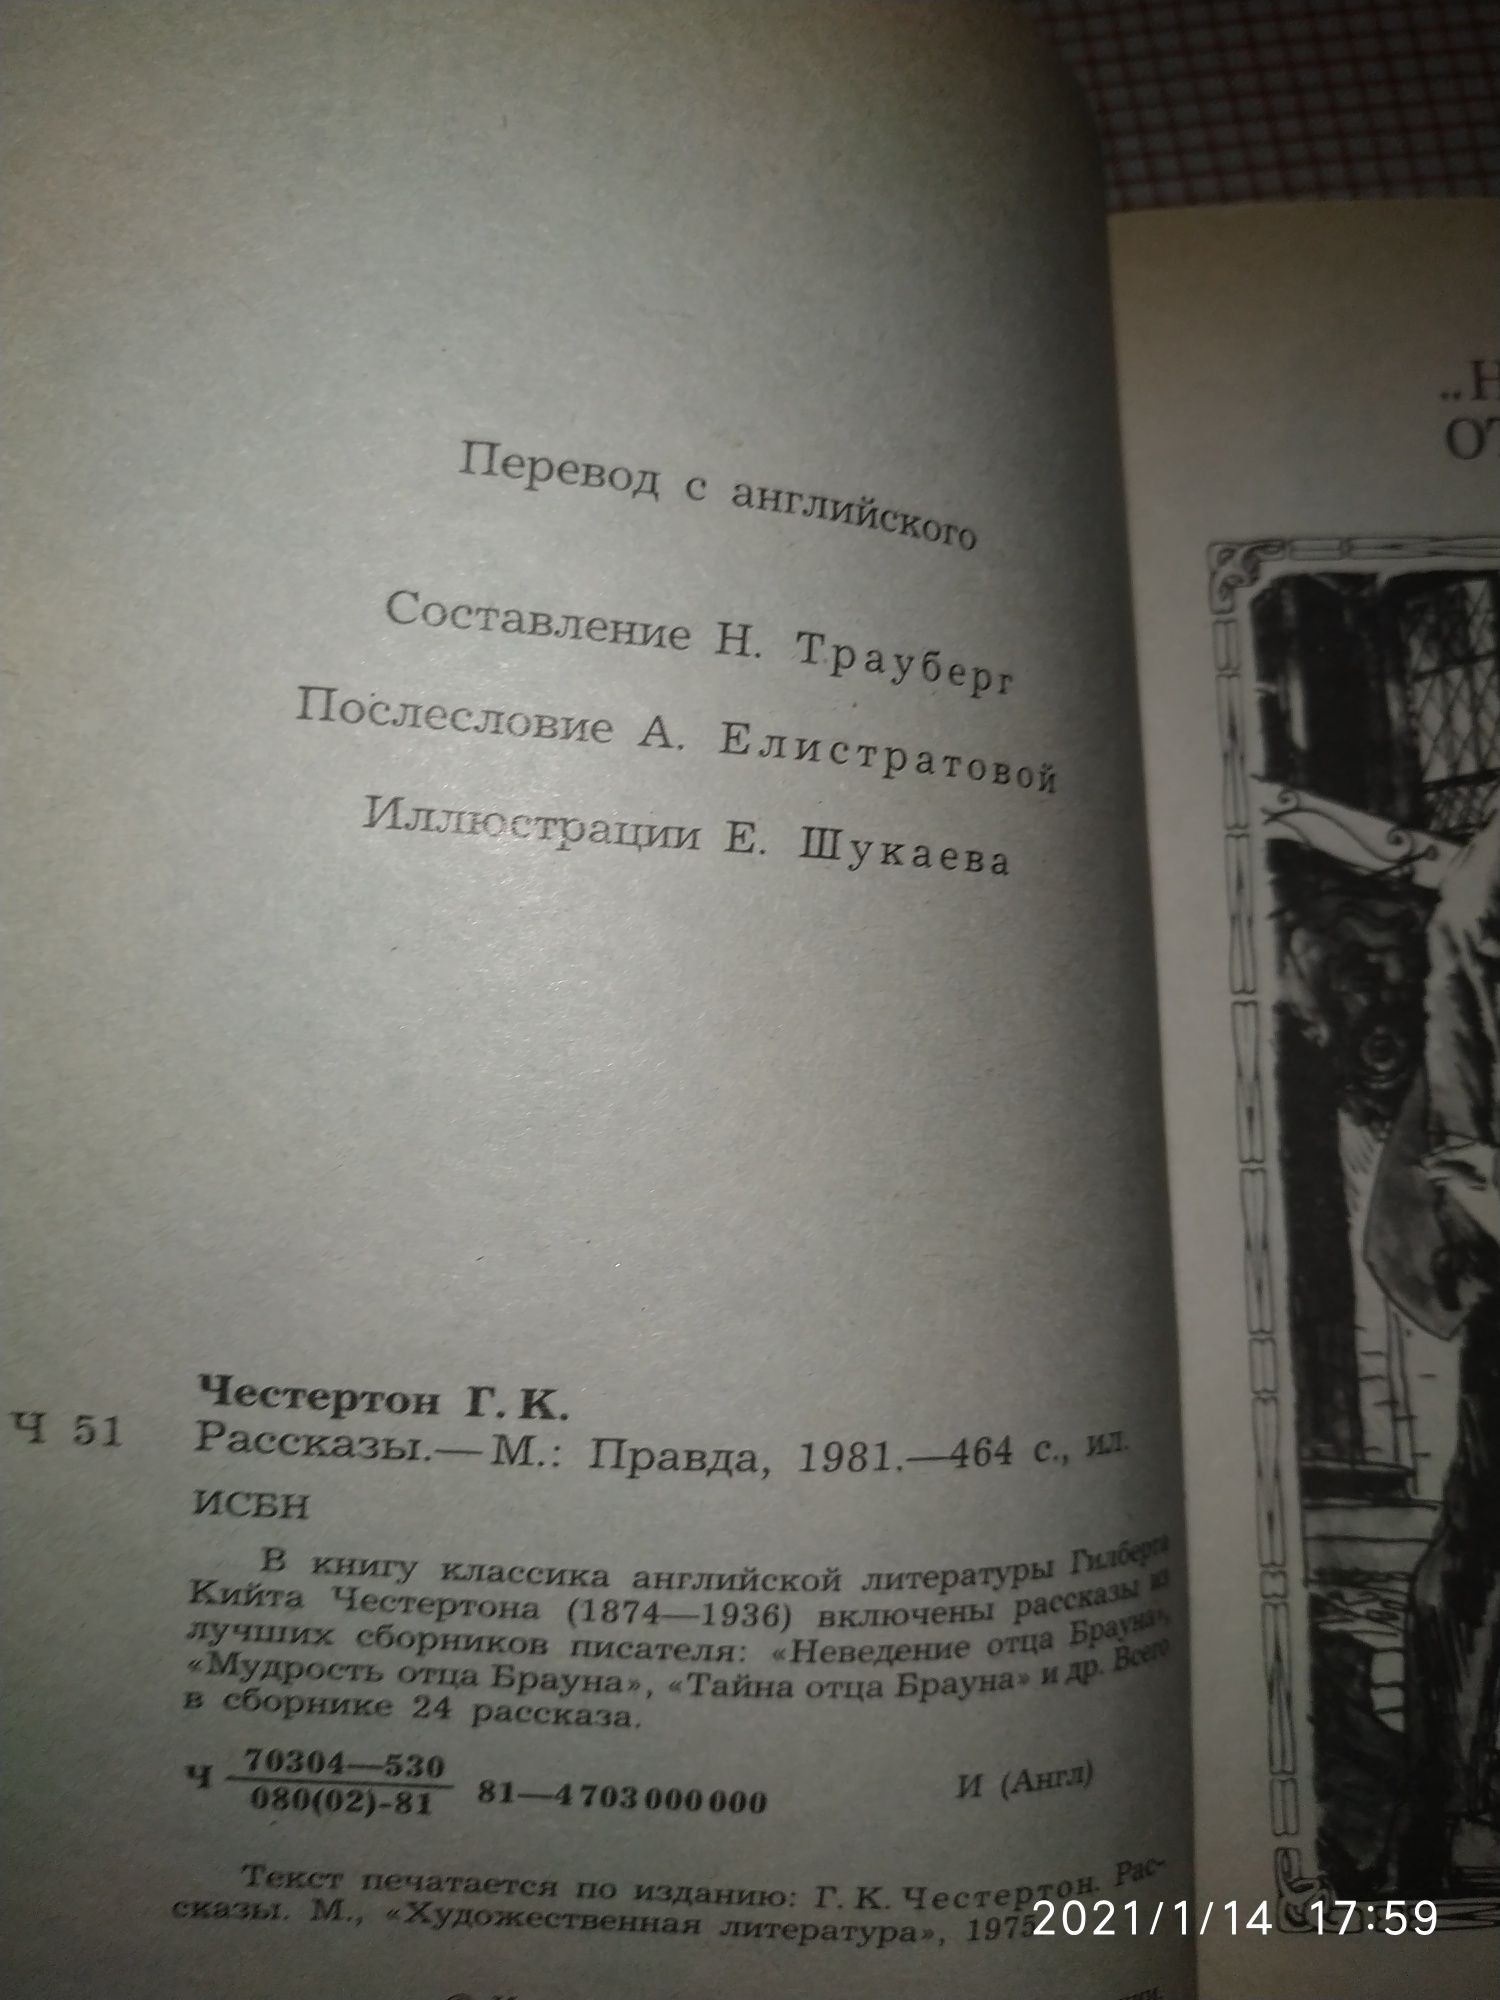 Перевод с английского
Составление Н. Трауберг
Послесловие А. Елистратовой
Иллюстрации Е. Шукаева
Честертон Г. К.
Ч 51 Рассказы.— М.: Правда, 1981.—464 с., ил.
ИСБН
В книгу классика английской литературы Гилберта
Кийта Честертона (1874—1936) включены рассказы из
лучших сборников писателя: «Неведение отца Брауна»,
«Мудрость отца Брауна», «Тайна отца Брауна» и др. Всего
в сборнике 24 рассказа.
70304—530
Ч 81—4703000000 И (Англ)
080(02)-81
Текст печатается по изданию: Г. К. Честертон. Рас-
сказы. М., «Художественная литература», 1975
2021/1/14 17:59
„Н
ОТ